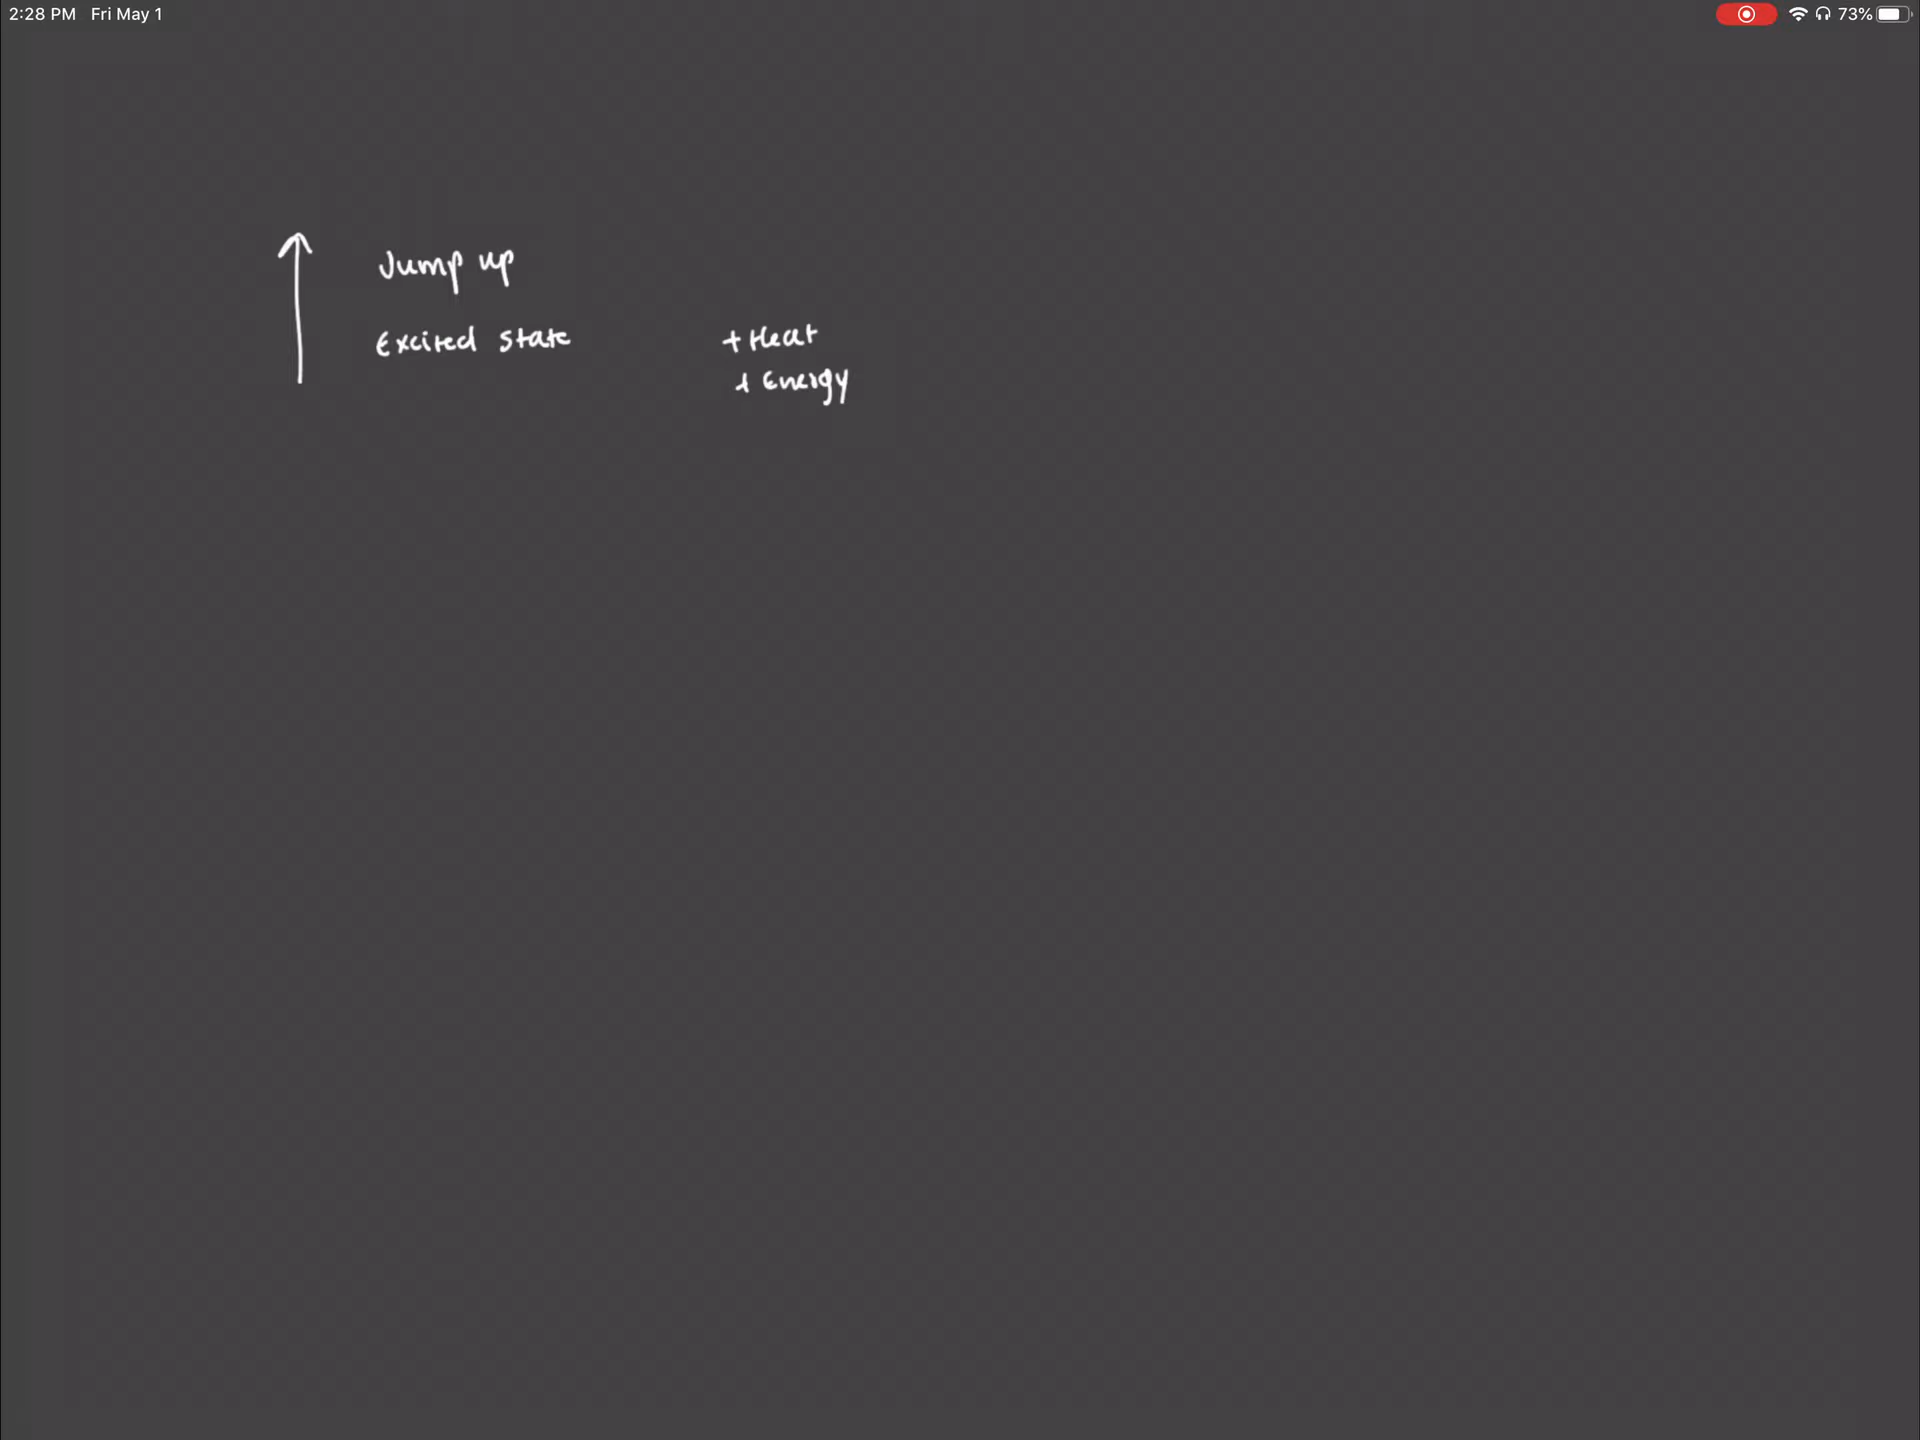 2:28 PM Fri May 1
73%
Jump up
Excited state
+ Heat
+ Energy